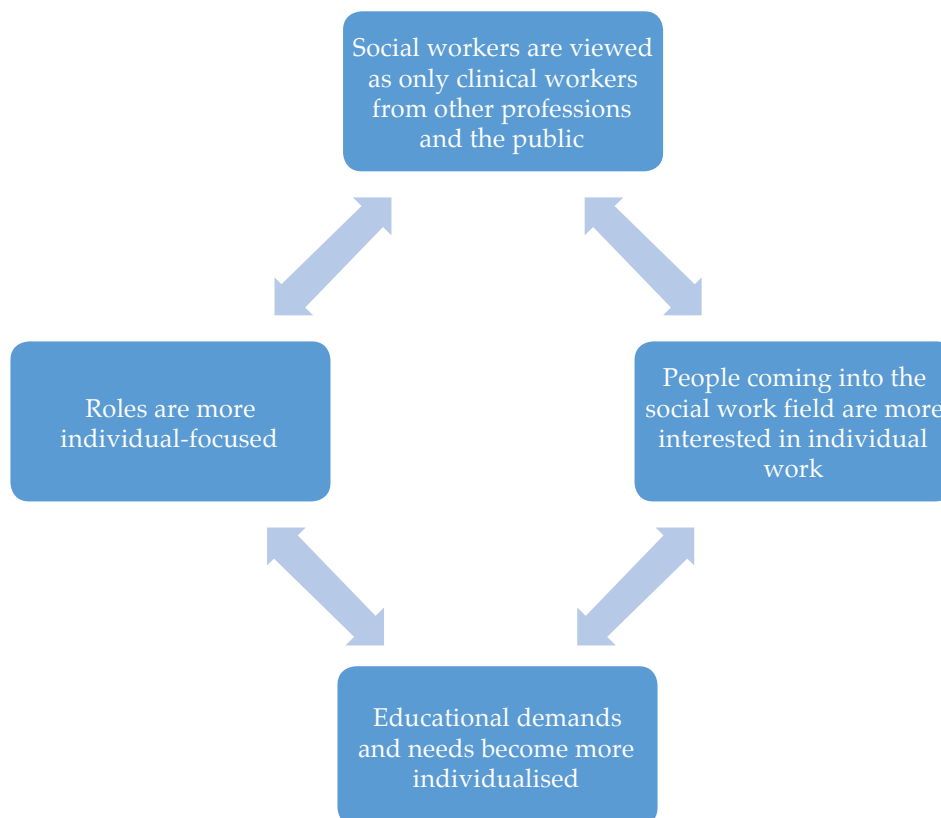 Social workers are viewed
as only clinical workers
from other professions
and the public
Roles are more
individual-focused
People coming into the
social work field are more
interested in individual
work
Educational demands
and needs become more
individualised